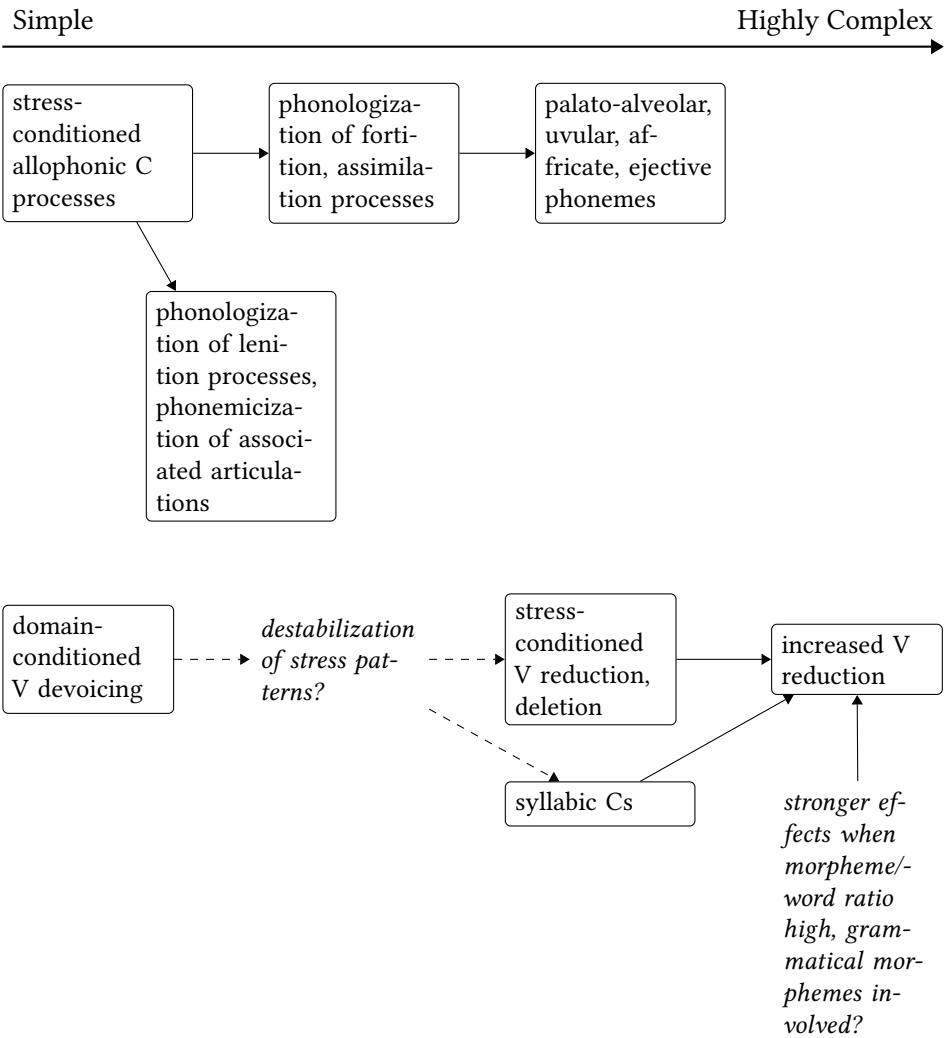 Simple
Highly Complex
stress-
conditioned
allophonic C
processes
phonologiza-
tion of forti-
tion, assimila-
tion processes
palato-alveolar,
uvular, af-
fricate, ejective
phonemes
phonologiza-
tion of leni-
tion processes,
phonemiciza-
tion of associ-
ated articula-
tions
domain-
conditioned
V devoicing
destabilization
of stress pat-
terns?
stress-
conditioned
V reduction,
deletion
increased V
reduction
syllabic Cs
stronger ef-
fects when
morpheme/-
word ratio
high, gram-
matical mor-
phemes in-
volved?